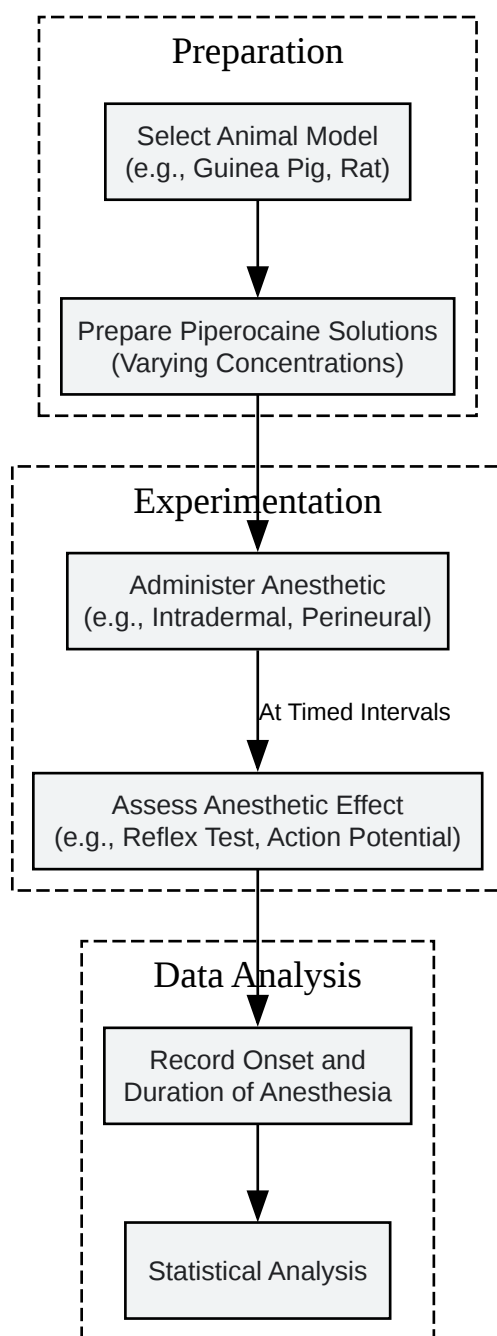 Preparation
Select Animal Model
(e.g., Guinea Pig, Rat)
Prepare Piperocaine Solutions
(Varying Concentrations)
Experimentation
Administer Anesthetic
(e.g., Intradermal, Perineural)
At Timed Intervals
Assess Anesthetic Effect
(e.g., Reflex Test, Action Potential)
Data Analysis
Record Onset and
Duration of Anesthesia
Statistical Analysis